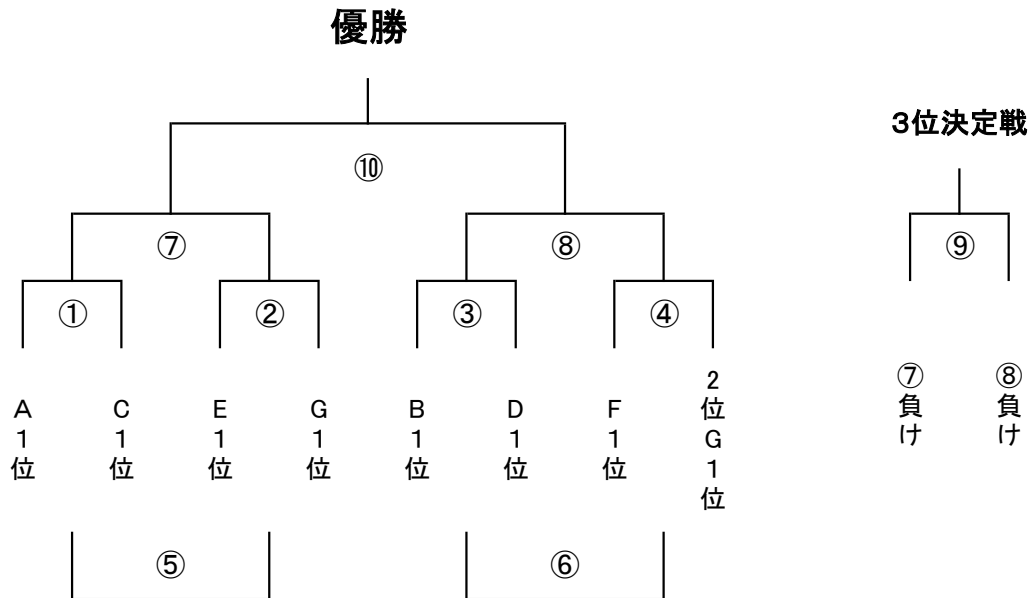 優勝
3位決定戦
⑩
⑦
⑧
⑨
①
②
③
④
A1位
C1位
E1位
G1位
B1位
D1位
F1位
2位G1位
⑦負け
⑧負け
⑤
⑥